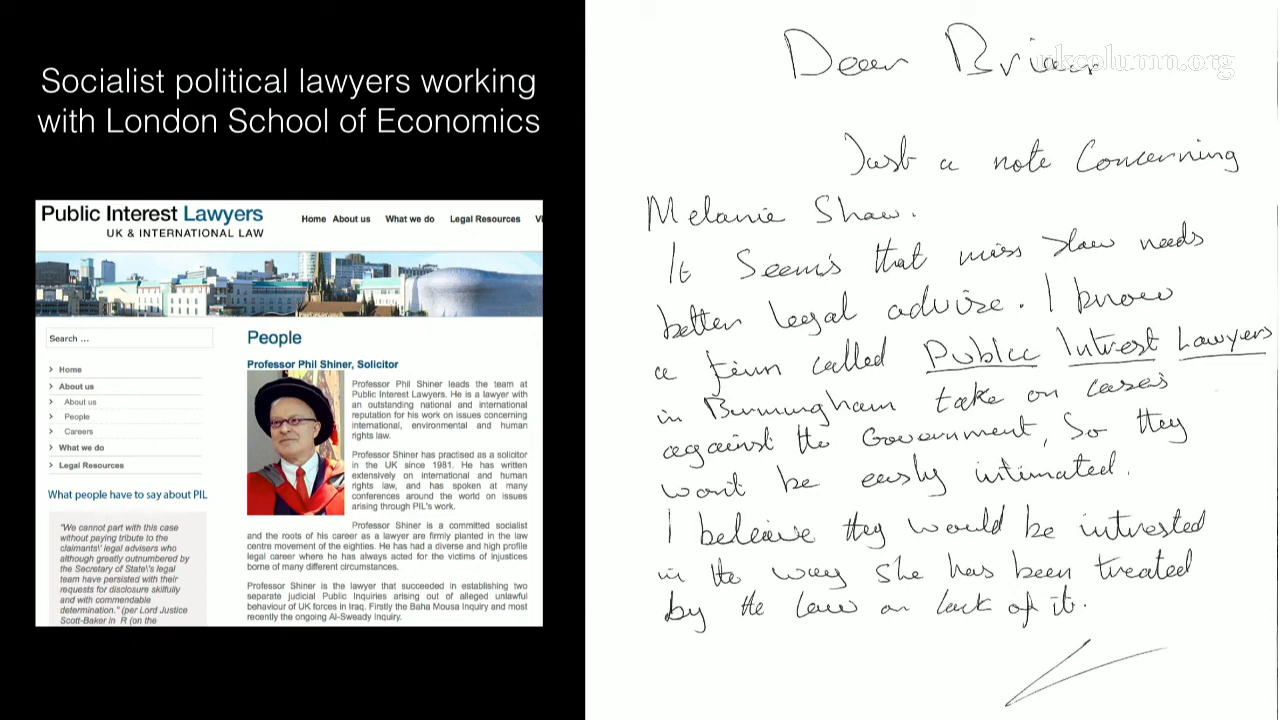 Socialist political lawyers working
with London School of Economics
Public Interest Lawyers
UK & INTERNATIONAL LAW
Home About us What we do Legal Resources Vi
Search ...
> Home
> About us
> About us
> People
> Careers
> What we do
> Legal Resources
What people have to say about PIL
"We cannot part with this case
without paying tribute to the
claimants\' legal advisers who
although greatly outnumbered by
the Secretary of State\'s legal
team have persisted with their
requests for disclosure skilfully
and with commendable
determination." (per Lord Justice
Scott-Baker in R (on the
People
Professor Phil Shiner, Solicitor
Professor Phil Shiner leads the team at
Public Interest Lawyers. He is a lawyer with
an outstanding national and international
reputation for his work on issues concerning
international, environmental and human
rights law.
Professor Shiner has practised as a solicitor
in the UK since 1981. He has written
extensively on international and human
rights law, and has spoken at many
conferences around the world on issues
arising through PIL's work.
Professor Shiner is a committed socialist
and the roots of his career as a lawyer are firmly planted in the law
centre movement of the eighties. He has had a diverse and high profile
legal career where he has always acted for the victims of injustices
borne of many different circumstances.
Professor Shiner is the lawyer that succeeded in establishing two
separate judicial Public Inquiries arising out of alleged unlawful
behaviour of UK forces in Iraq. Firstly the Baha Mousa Inquiry and most
recently the ongoing Al-Sweady Inquiry.
ukcolumn.org
Dear Brian
Just a note Concerning
Melanie Shaw.
It Seems that miss Shaw needs
better legal advise. I know
a firm called Public Intrest Lawyers
in Burmingham take on cases
against the Government, So they
won't be easly intimated.
I beleive they would be intrested
in the way she has been treated
by the law or lack of it.